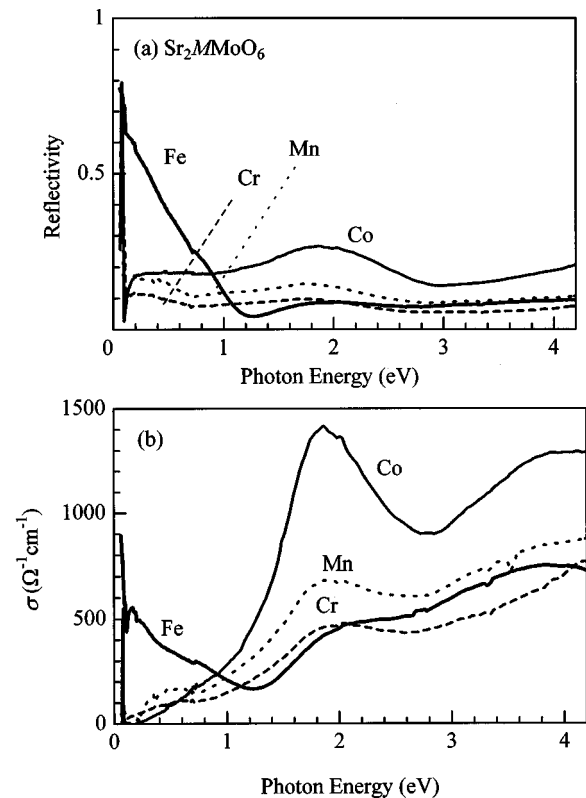 1
(a) Sr₂MMoO₆
Fe
Mn
Cr
0.5
Co
Reflectivity
0 1 2 3 4
Photon Energy (eV)
1500
(b)
Co
1000
Mn
σ (Ω⁻¹cm⁻¹)
Cr
500
Fe
0
0 1 2 3 4
Photon Energy (eV)